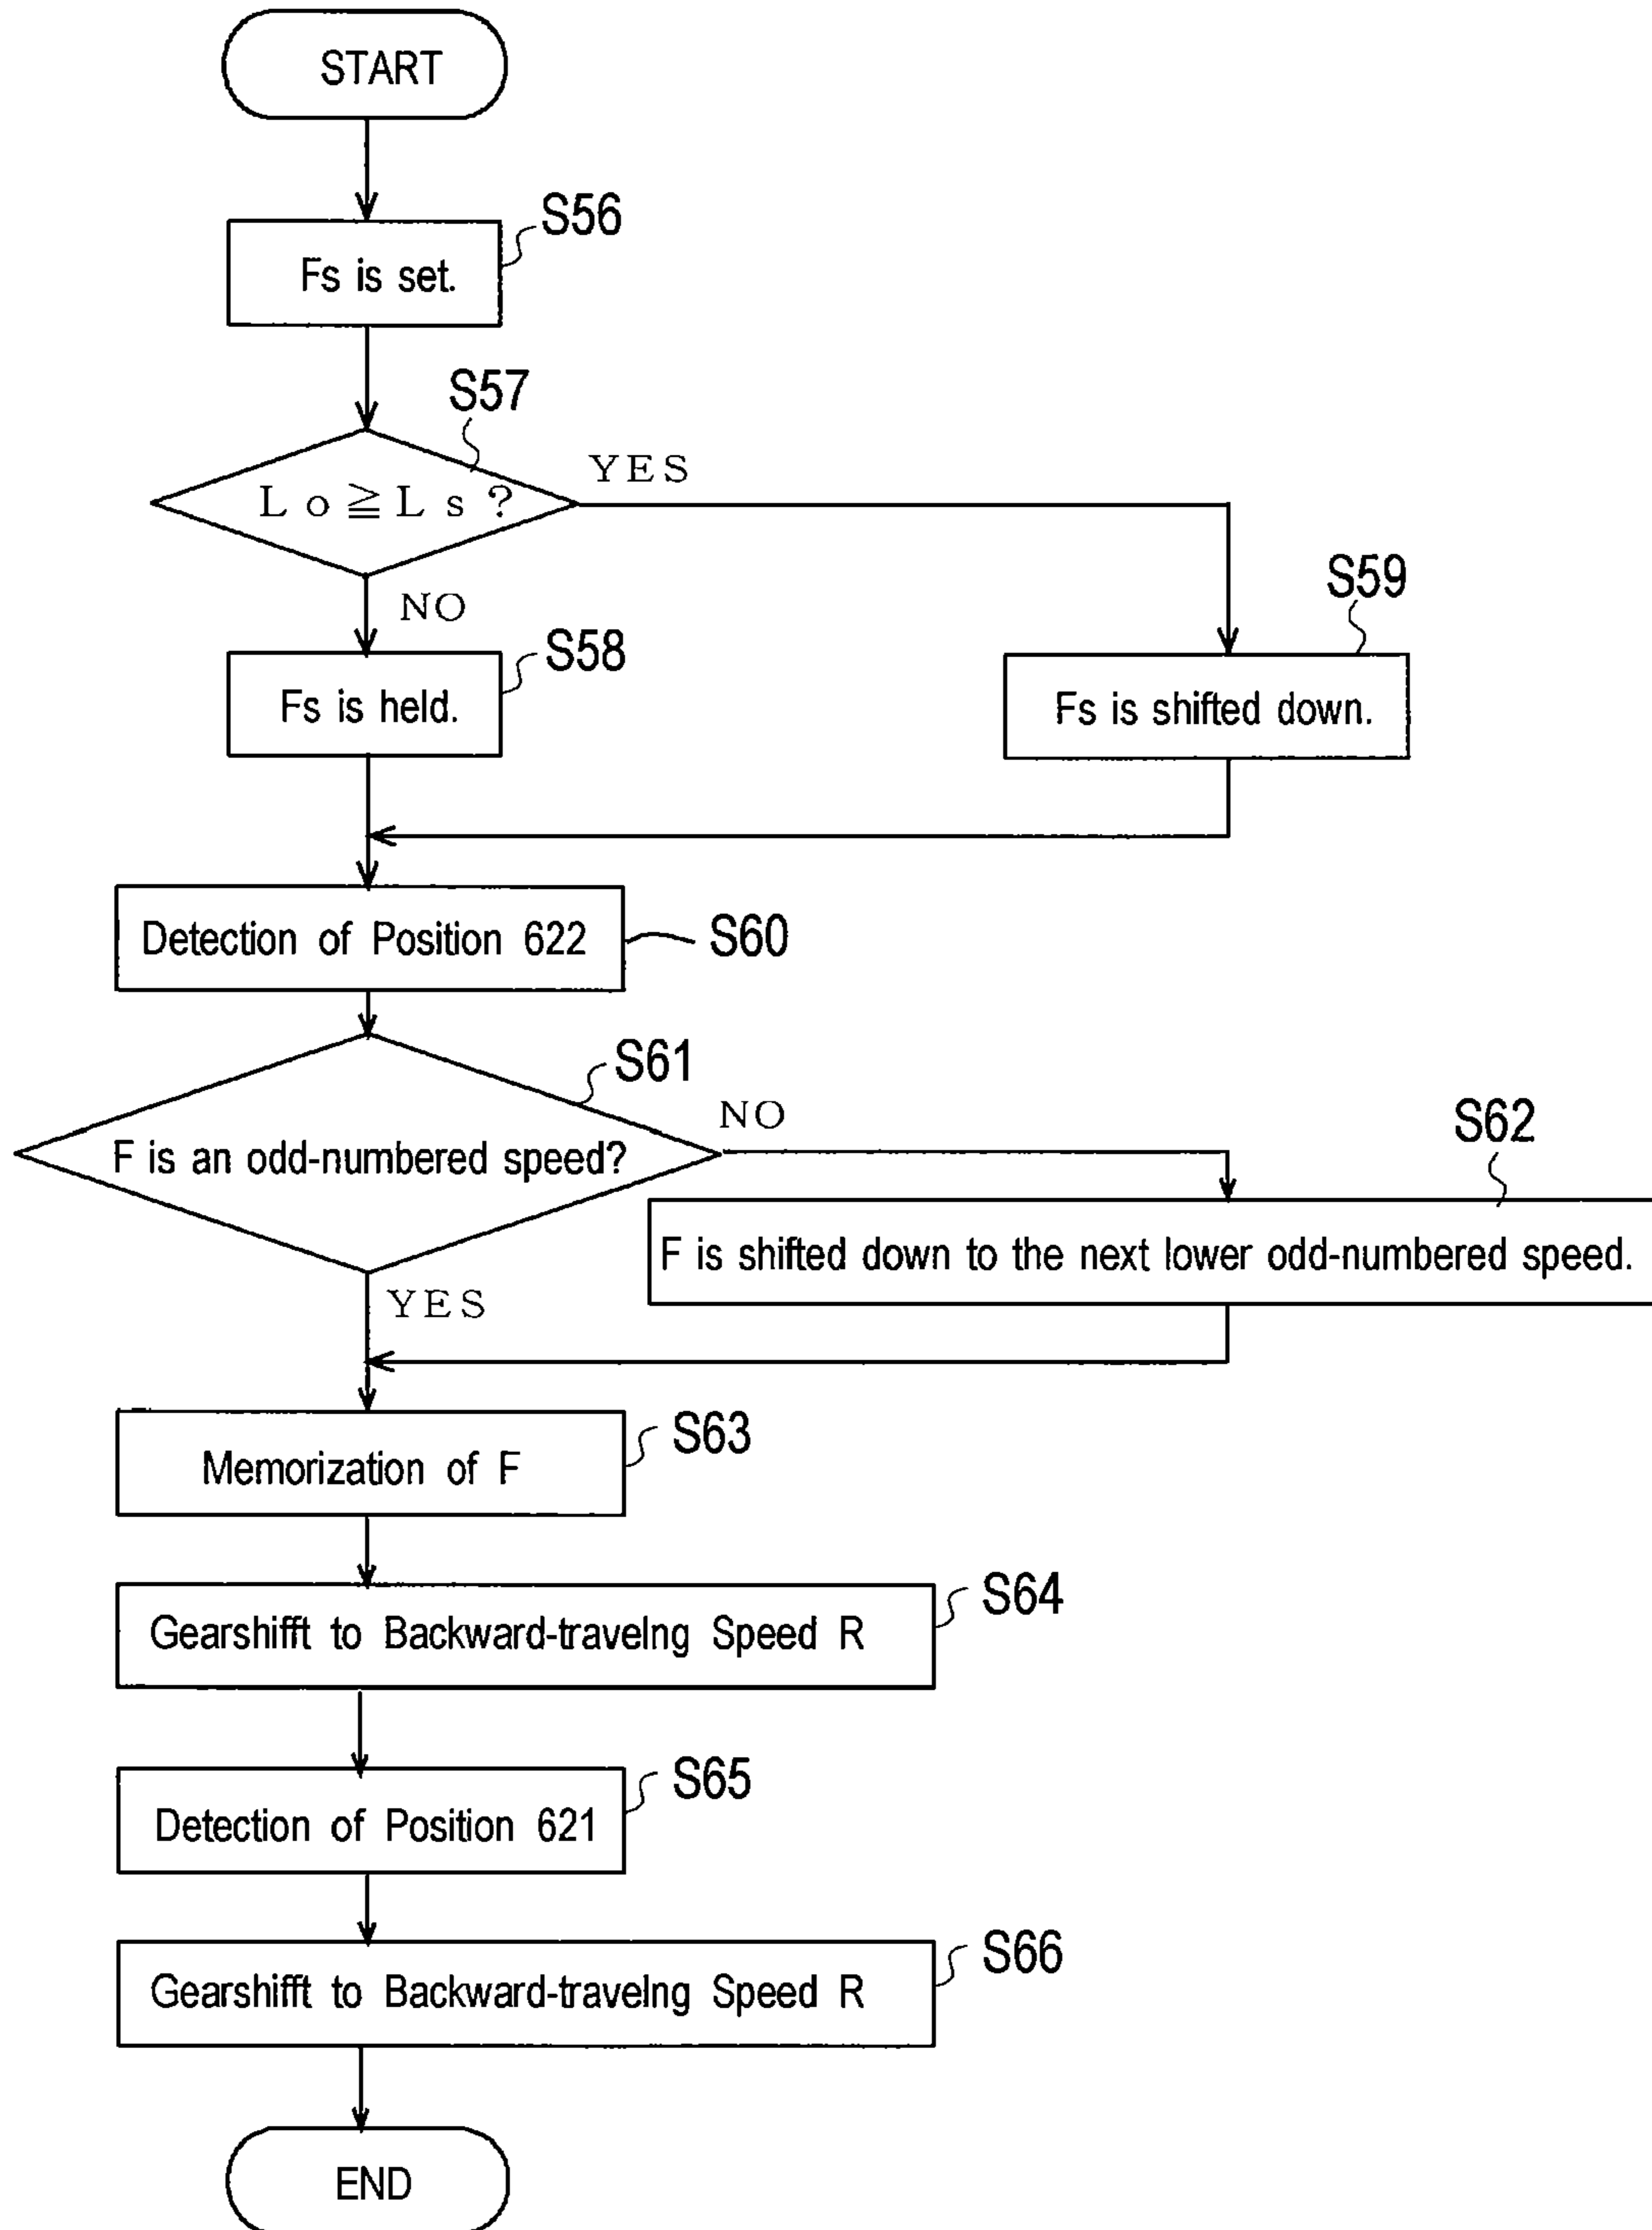 START
S56
Fs is set.
S57
Lo≧Ls?
YES
NO
S58
Fs is held.
S59
Fs is shifted down.
Detection of Position 622
S60
S61
F is an odd-numbered speed?
NO
S62
F is shifted down to the next lower odd-numbered speed.
YES
S63
Memorization of F
S64
Gearshifft to Backward-travelng Speed R
S65
Detection of Position 621
S66
Gearshifft to Backward-travelng Speed R
END